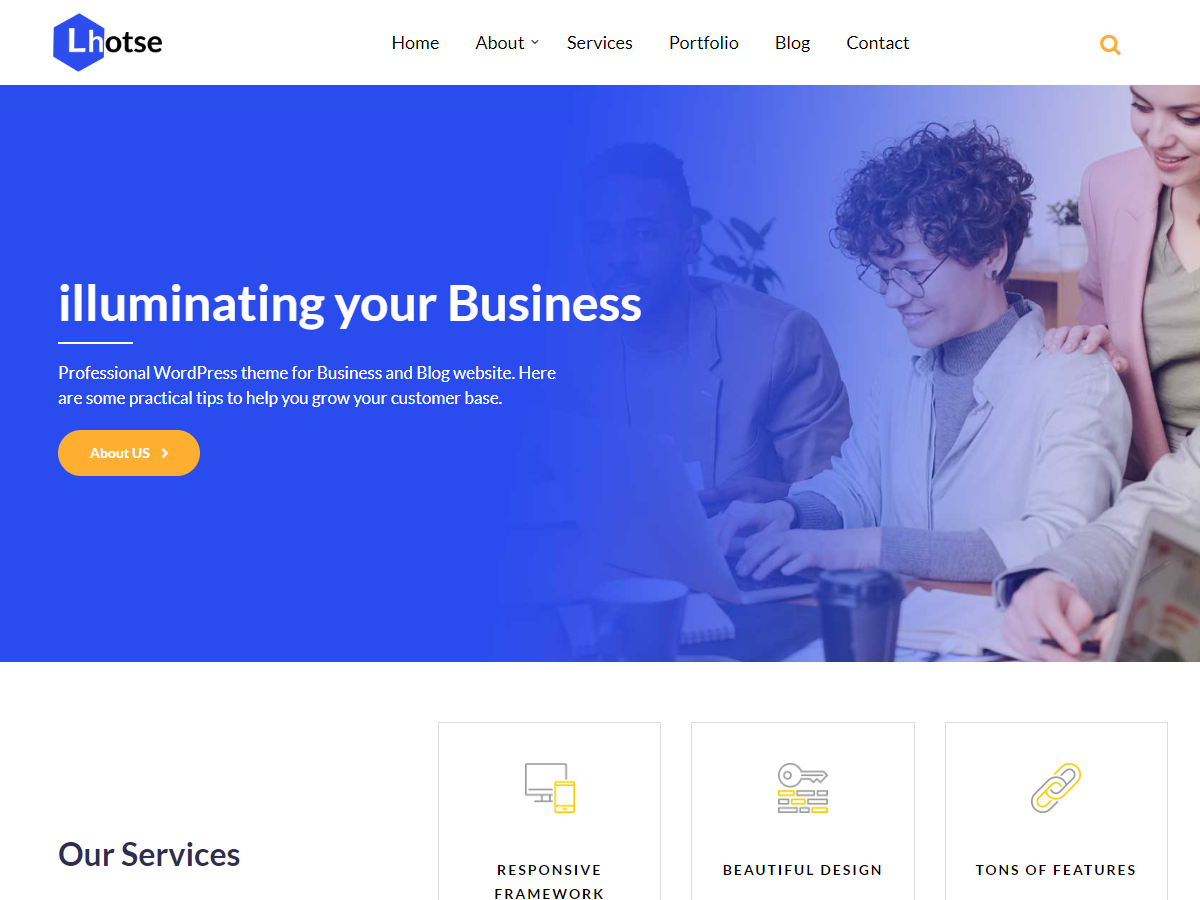 Lhotse
Home About Services Portfolio Blog Contact
illuminating your Business
Professional WordPress theme for Business and Blog website. Here
are some practical tips to help you grow your customer base.
About US
Our Services
RESPONSIVE
FRAMEWORK
BEAUTIFUL DESIGN
TONS OF FEATURES